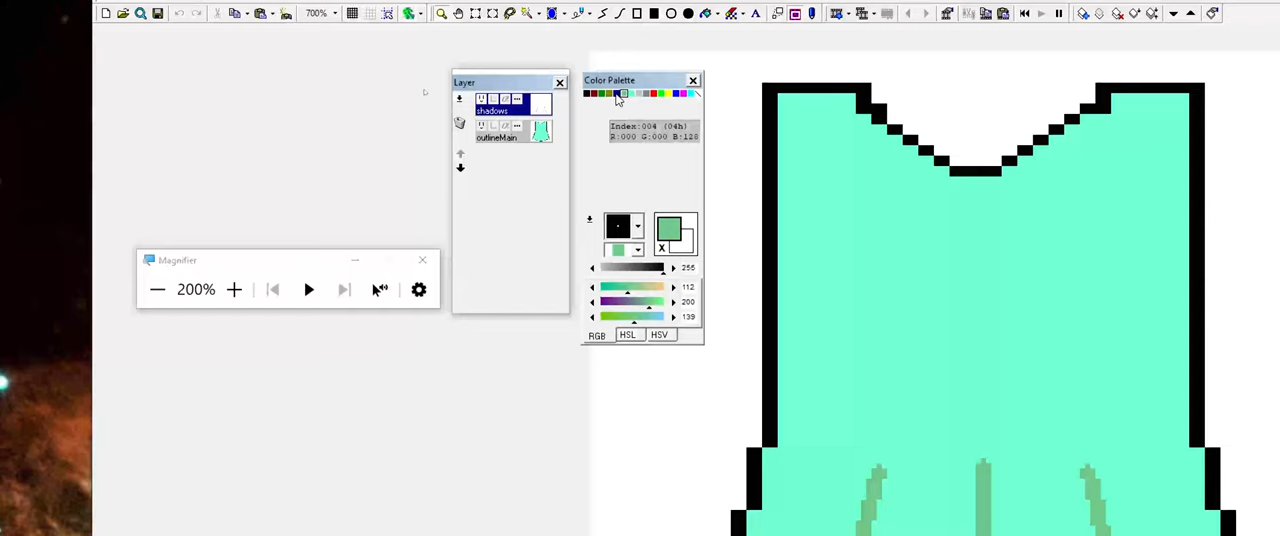 700%
A
Layer
shadows
outlineMain
Color Palette
Index:004 (04h)
R:000 G:000 B:128
X
255
112
200
139
RGB HSL HSV
Magnifier
200%